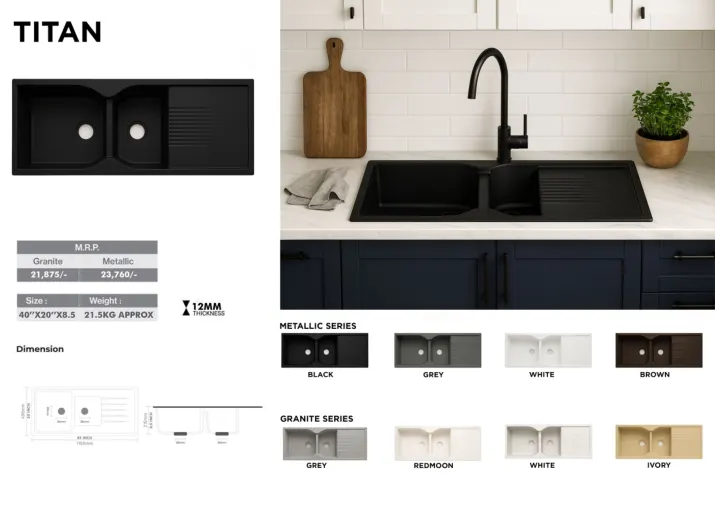 TITAN
M.R.P.
Granite Metallic
21,875/- 23,760/-
Size : Weight :
40’’X20’’X8.5 21.5KG APPROX
12MM
THICKNESS
Dimension
METALLIC SERIES
BLACK GREY WHITE BROWN
GRANITE SERIES
GREY REDMOON WHITE IVORY